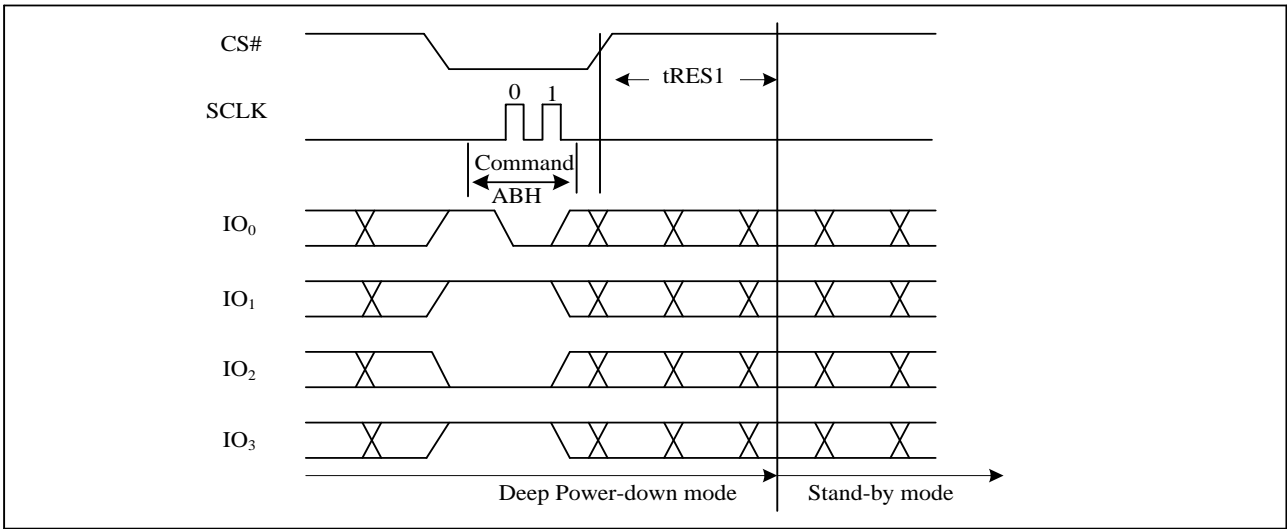 CS#
tRES1
0 1
SCLK
Command
ABH
IO₀
IO₁
IO₂
IO₃
Deep Power-down mode Stand-by mode